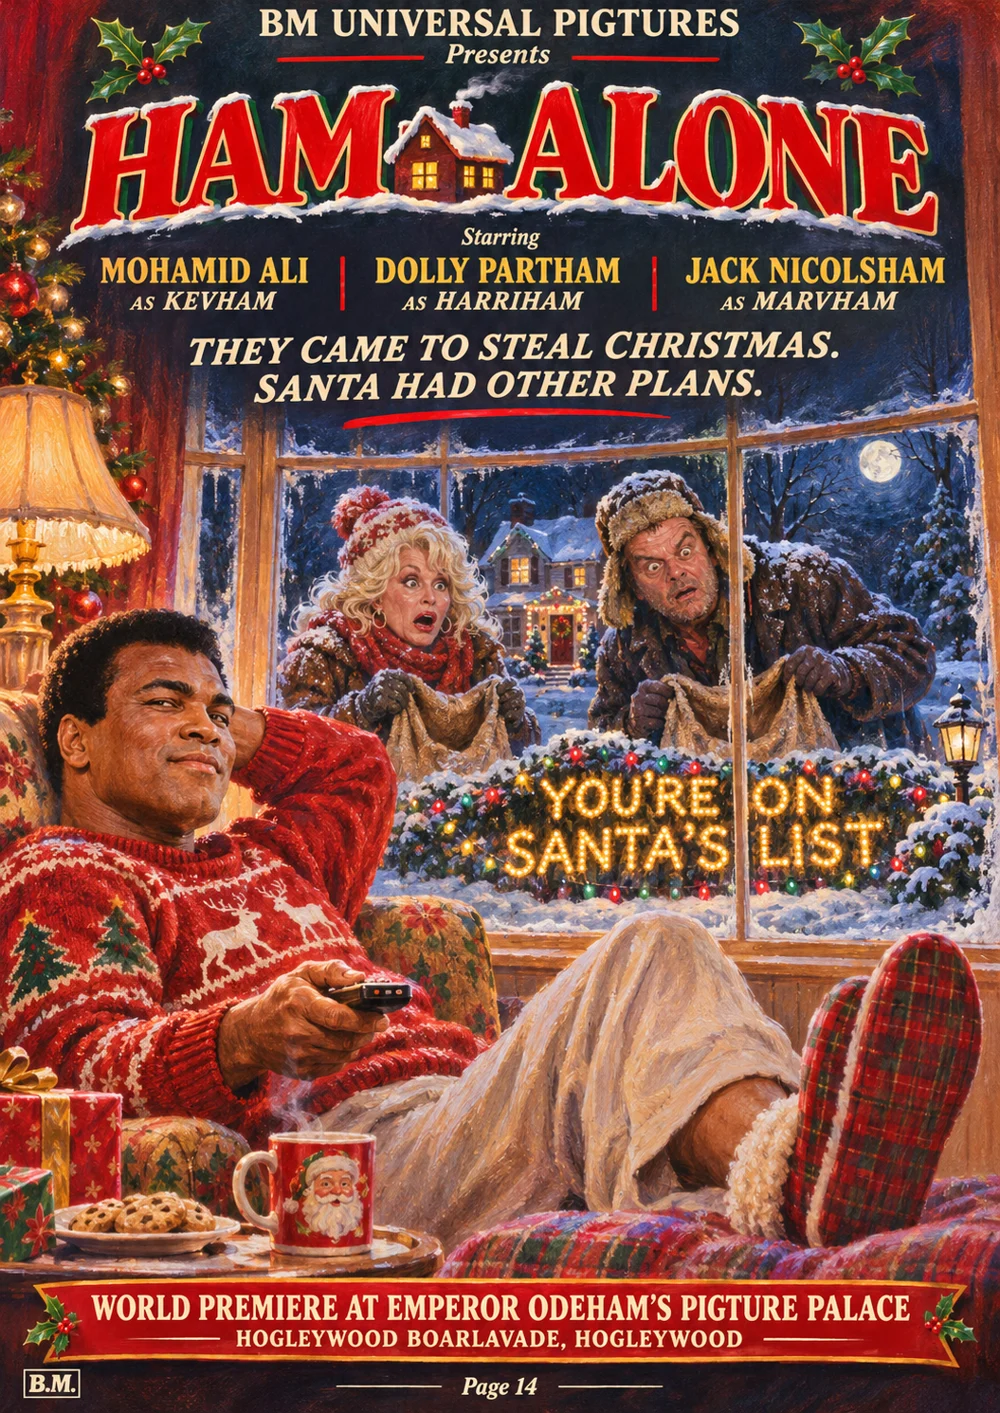 BM UNIVERSAL PIGTURES
Presents
HAM ALONE
Starring
MOHAMID ALI
AS KEVHAM
DOLLY PARTHAM
AS HARRIHAM
JACK NICOLSHAM
AS MARVHAM
THEY CAME TO STEAL CHRISTMAS.
SANTA HAD OTHER PLANS.
YOU'RE ON
SANTA'S LIST
WORLD PREMIERE AT EMPEROR ODEHAM'S PIGTURE PALACE
HOGLEYWOOD BOARLAVADE, HOGLEYWOOD
B.M.
Page 14